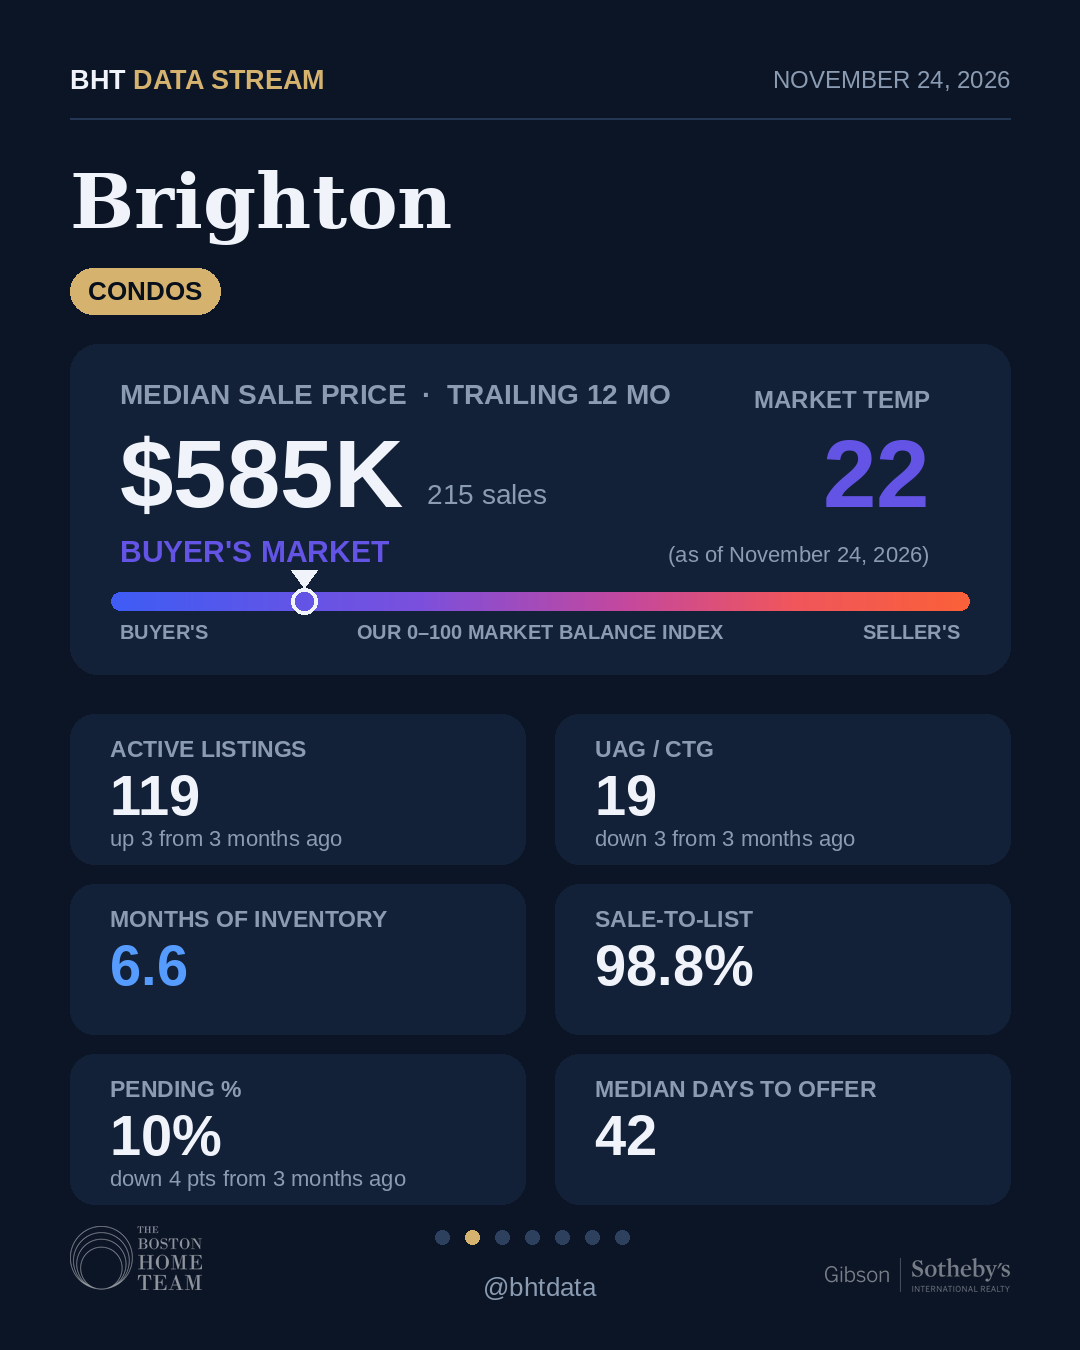 BHT DATA STREAM
NOVEMBER 24, 2026
Brighton
CONDOS
MEDIAN SALE PRICE · TRAILING 12 MO
MARKET TEMP
$585K 215 sales
22
BUYER'S MARKET
(as of November 24, 2026)
BUYER'S
OUR 0–100 MARKET BALANCE INDEX
SELLER'S
ACTIVE LISTINGS
119
up 3 from 3 months ago
UAG / CTG
19
down 3 from 3 months ago
MONTHS OF INVENTORY
6.6
SALE-TO-LIST
98.8%
PENDING %
10%
down 4 pts from 3 months ago
MEDIAN DAYS TO OFFER
42
THE
BOSTON
HOME
TEAM
@bhtdata
Gibson
Sotheby's
INTERNATIONAL REALTY